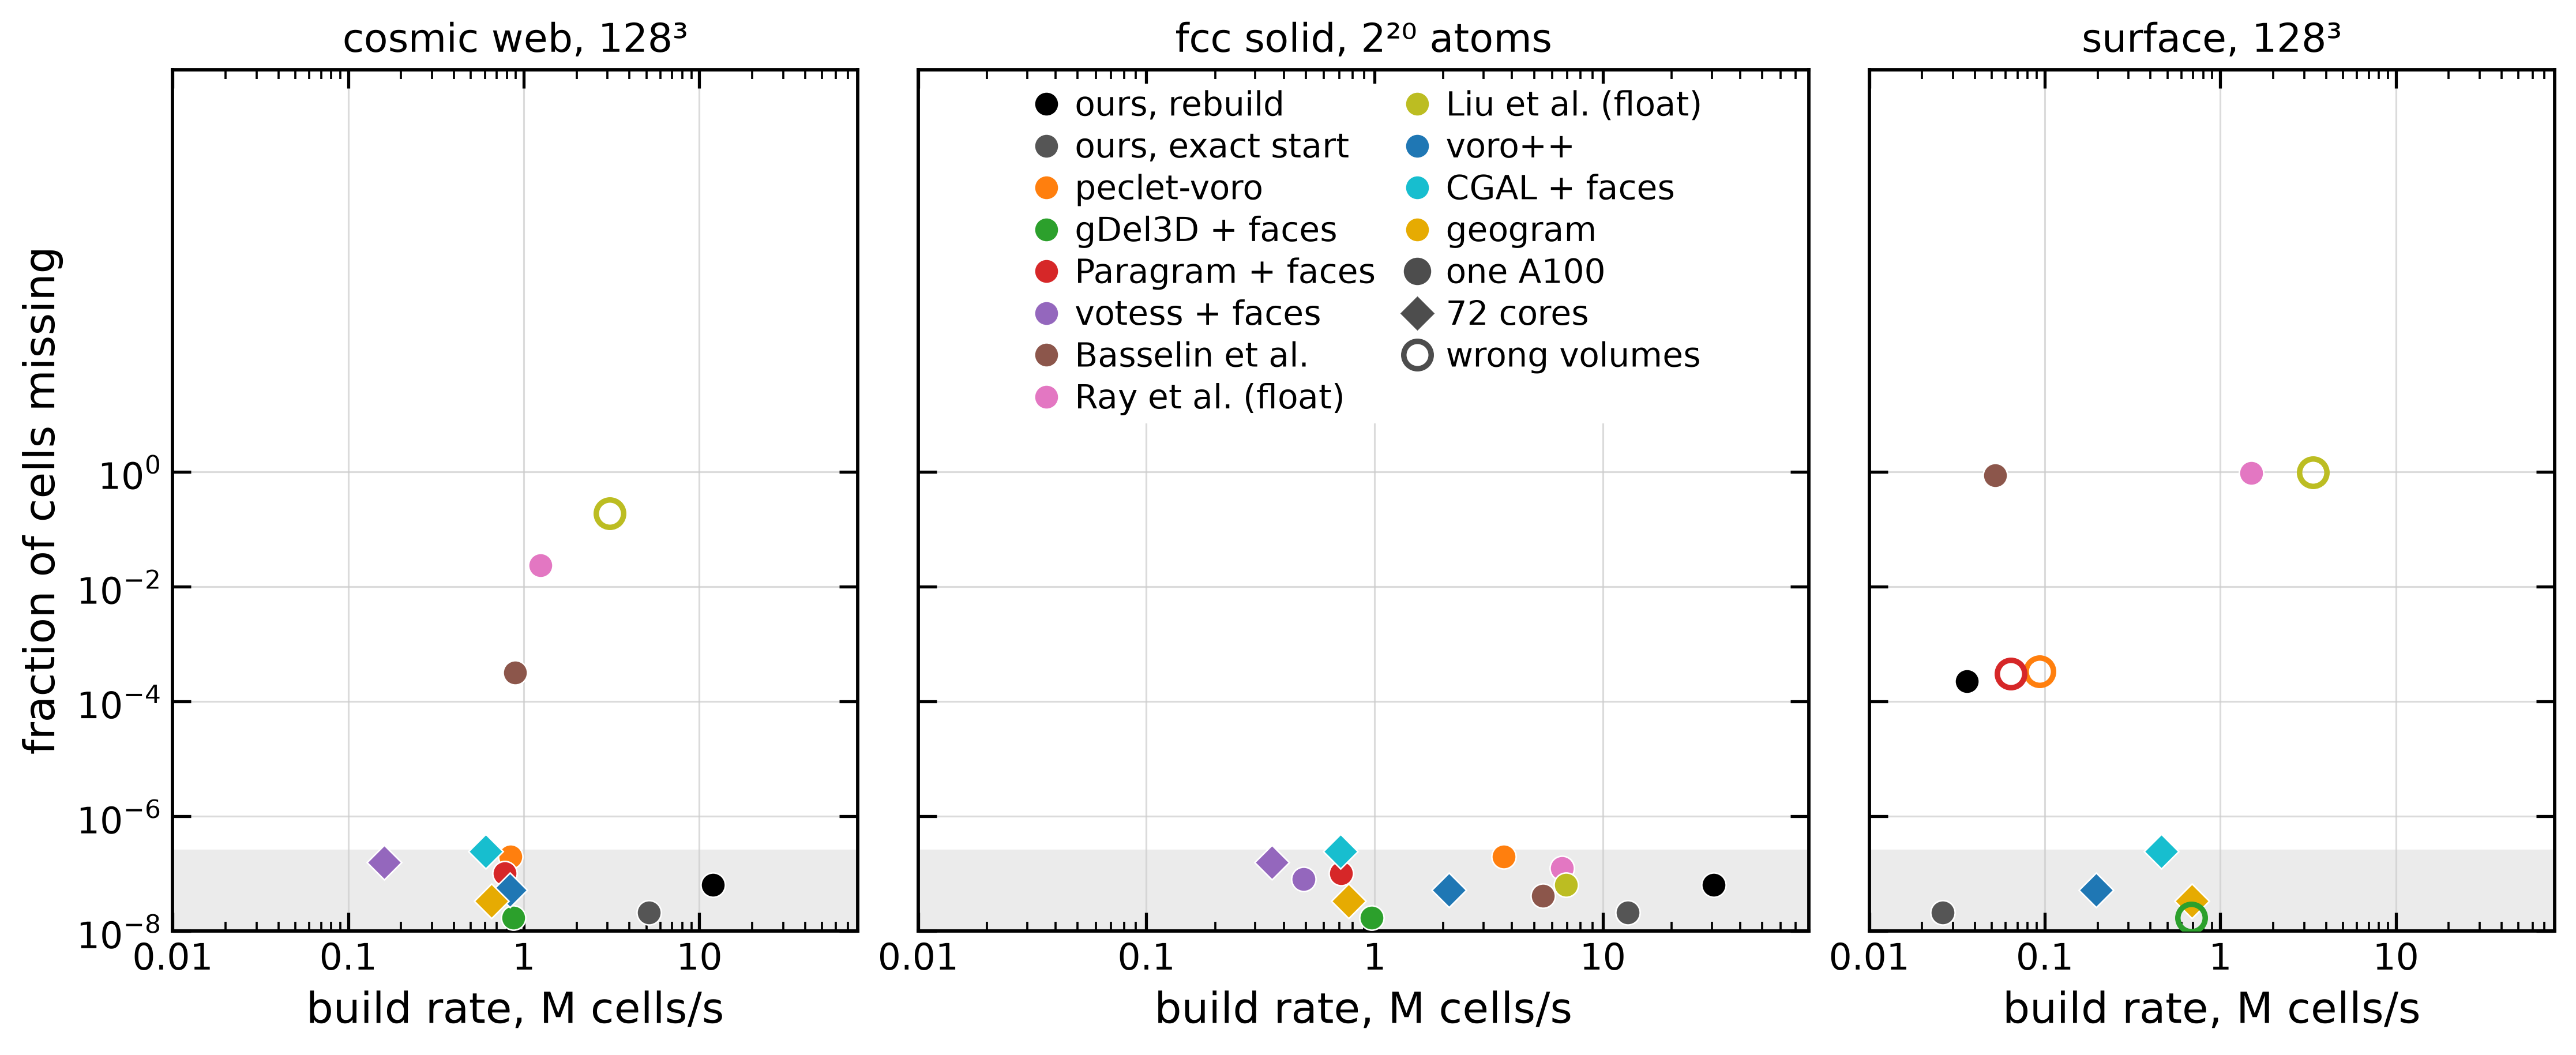 cosmic web, 128³
fcc solid, 2²⁰ atoms
surface, 128³
fraction of cells missing
10⁰
10⁻²
10⁻⁴
10⁻⁶
10⁻⁸
ours, rebuild
ours, exact start
peclet-voro
gDel3D + faces
Paragram + faces
votess + faces
Basselin et al.
Ray et al. (float)
Liu et al. (float)
voro++
CGAL + faces
geogram
one A100
72 cores
wrong volumes
0.01 0.1 1 10
0.01 0.1 1 10
0.01 0.1 1 10
build rate, M cells/s
build rate, M cells/s
build rate, M cells/s